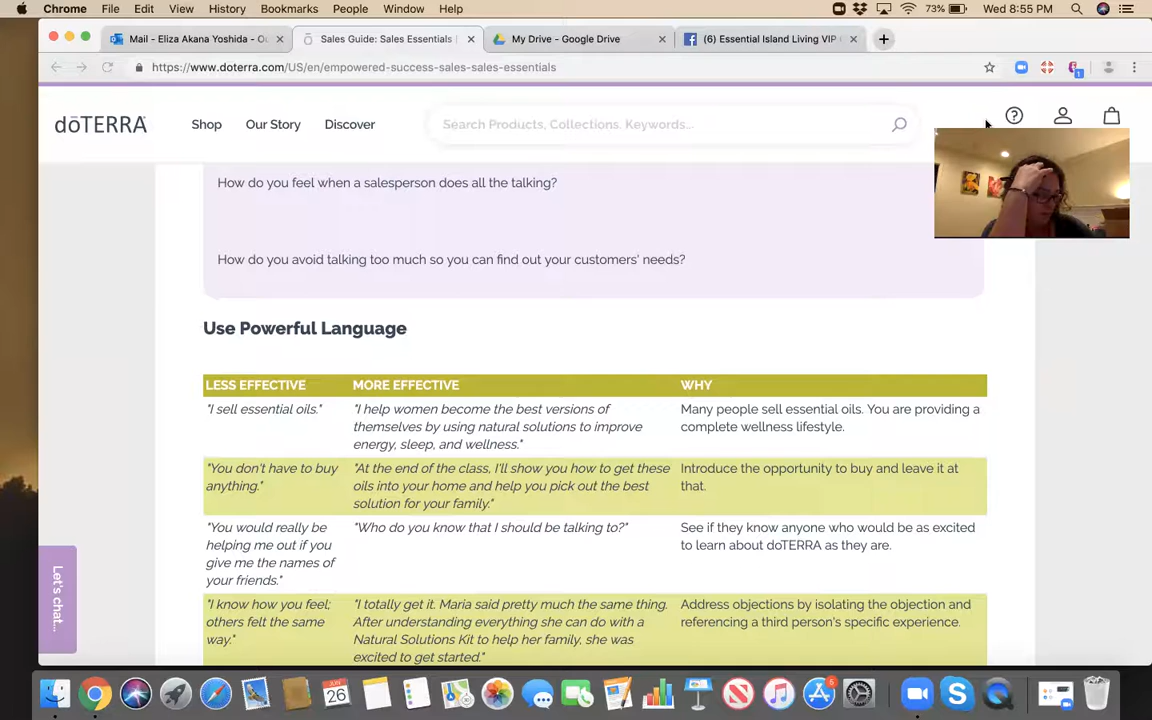 Chrome File Edit View History Bookmarks People Window Help 73% Wed 8:55 PM
Mail - Eliza Akana Yoshida - Ou
Sales Guide: Sales Essentials |
My Drive - Google Drive
(6) Essential Island Living VIP
https://www.doterra.com/US/en/empowered-success-sales-sales-essentials
dōTERRA Shop Our Story Discover Search Products, Collections, Keywords...
How do you feel when a salesperson does all the talking?
How do you avoid talking too much so you can find out your customers' needs?
Use Powerful Language
LESS EFFECTIVE MORE EFFECTIVE WHY
"I sell essential oils."
"I help women become the best versions of
themselves by using natural solutions to improve
energy, sleep, and wellness."
Many people sell essential oils. You are providing a
complete wellness lifestyle.
"You don't have to buy
anything."
"At the end of the class, I'll show you how to get these
oils into your home and help you pick out the best
solution for your family."
Introduce the opportunity to buy and leave it at
that.
"You would really be
helping me out if you
give me the names of
your friends."
"Who do you know that I should be talking to?"
See if they know anyone who would be as excited
to learn about doTERRA as they are.
"I know how you feel;
others felt the same
way."
"I totally get it. Maria said pretty much the same thing.
After understanding everything she can do with a
Natural Solutions Kit to help her family, she was
excited to get started."
Address objections by isolating the objection and
referencing a third person's specific experience.
Let's chat...
JUN
26
6